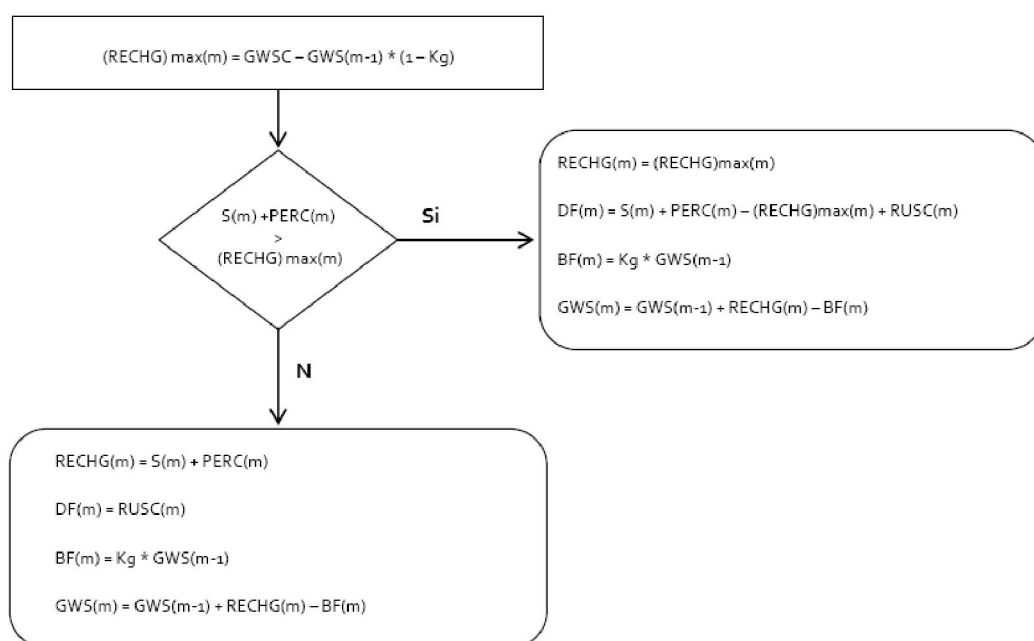 (RECHG) max(m) = GWSC – GWS(m-1) * (1 – Kg)
S(m) +PERC(m)
>
(RECHG) max(m)
Si
RECHG(m) = (RECHG)max(m)
DF(m) = S(m) + PERC(m) – (RECHG)max(m) + RUSC(m)
BF(m) = Kg * GWS(m-1)
GWS(m) = GWS(m-1) + RECHG(m) – BF(m)
N
RECHG(m) = S(m) + PERC(m)
DF(m) = RUSC(m)
BF(m) = Kg * GWS(m-1)
GWS(m) = GWS(m-1) + RECHG(m) – BF(m)